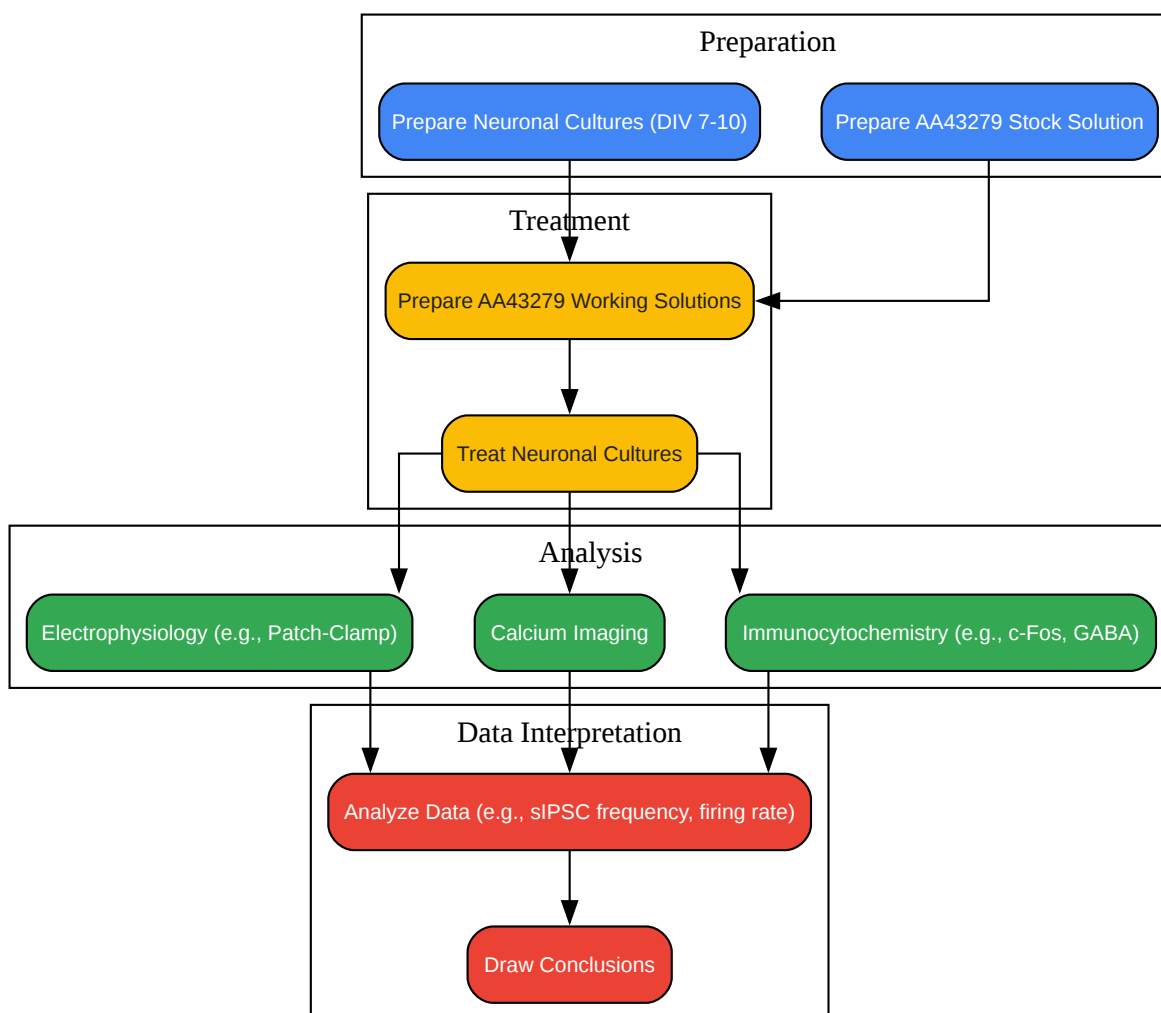 Preparation
Prepare Neuronal Cultures (DIV 7-10)
Prepare AA43279 Stock Solution
Treatment
Prepare AA43279 Working Solutions
Treat Neuronal Cultures
Analysis
Electrophysiology (e.g., Patch-Clamp)
Calcium Imaging
Immunocytochemistry (e.g., c-Fos, GABA)
Data Interpretation
Analyze Data (e.g., sIPSC frequency, firing rate)
Draw Conclusions